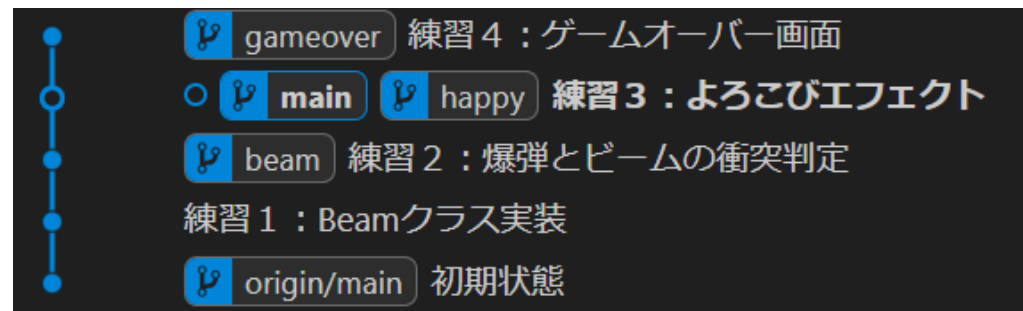 gameover 練習４：ゲームオーバー画面
main happy 練習３：よろこびエフェクト
beam 練習２：爆弾とビームの衝突判定
練習１：Beamクラス実装
origin/main 初期状態